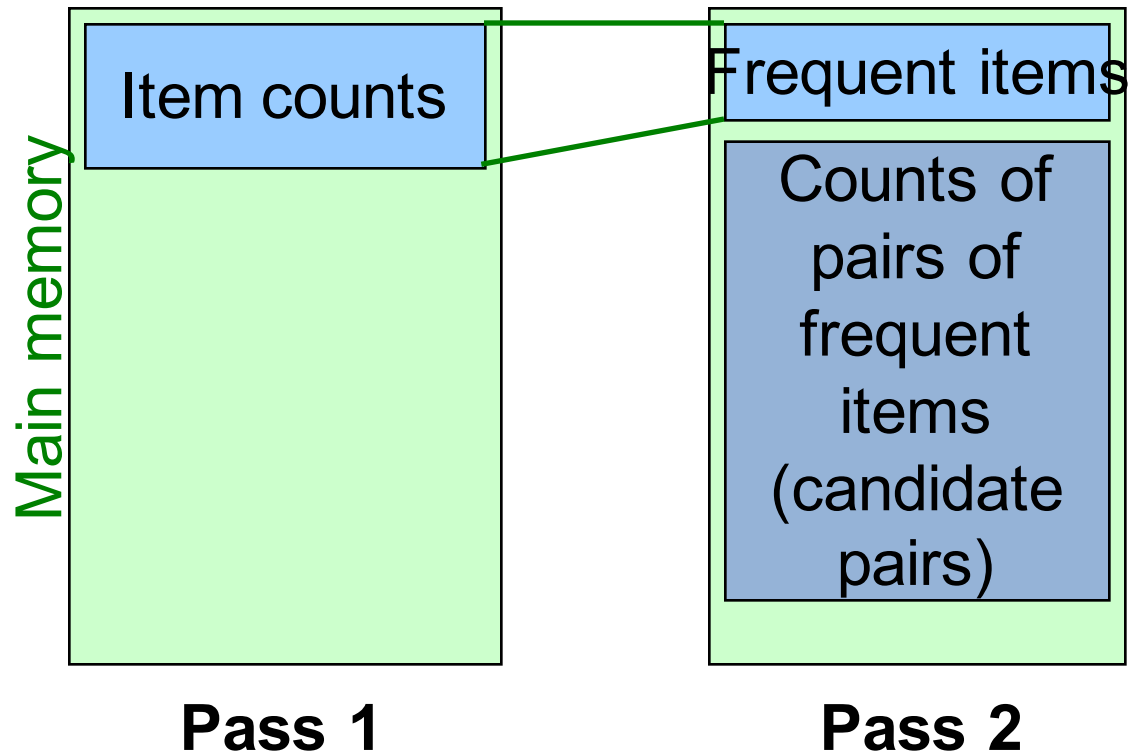 Main memory
Item counts
Frequent items
Counts of
pairs of
frequent
items
(candidate
pairs)
Pass 1
Pass 2